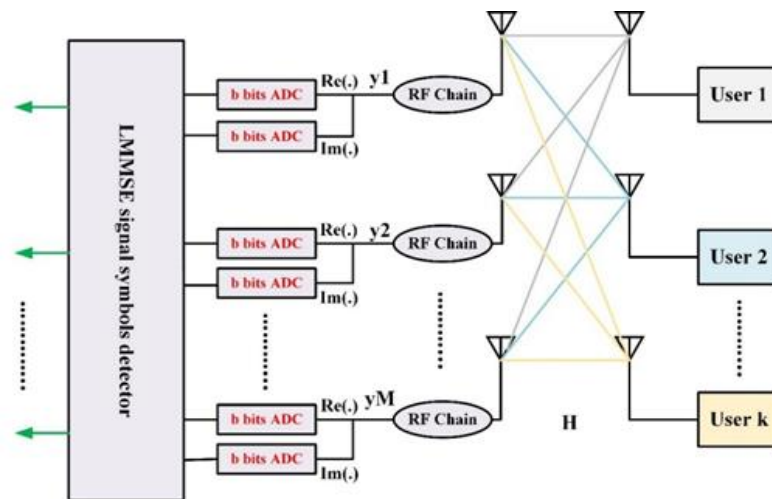 LMMSE signal symbols detector
b bits ADC
Re(.)
y1
RF Chain
User 1
b bits ADC
Im(.)
b bits ADC
Re(.)
y2
RF Chain
User 2
b bits ADC
Im(.)
b bits ADC
Re(.)
yM
RF Chain
H
User k
b bits ADC
Im(.)